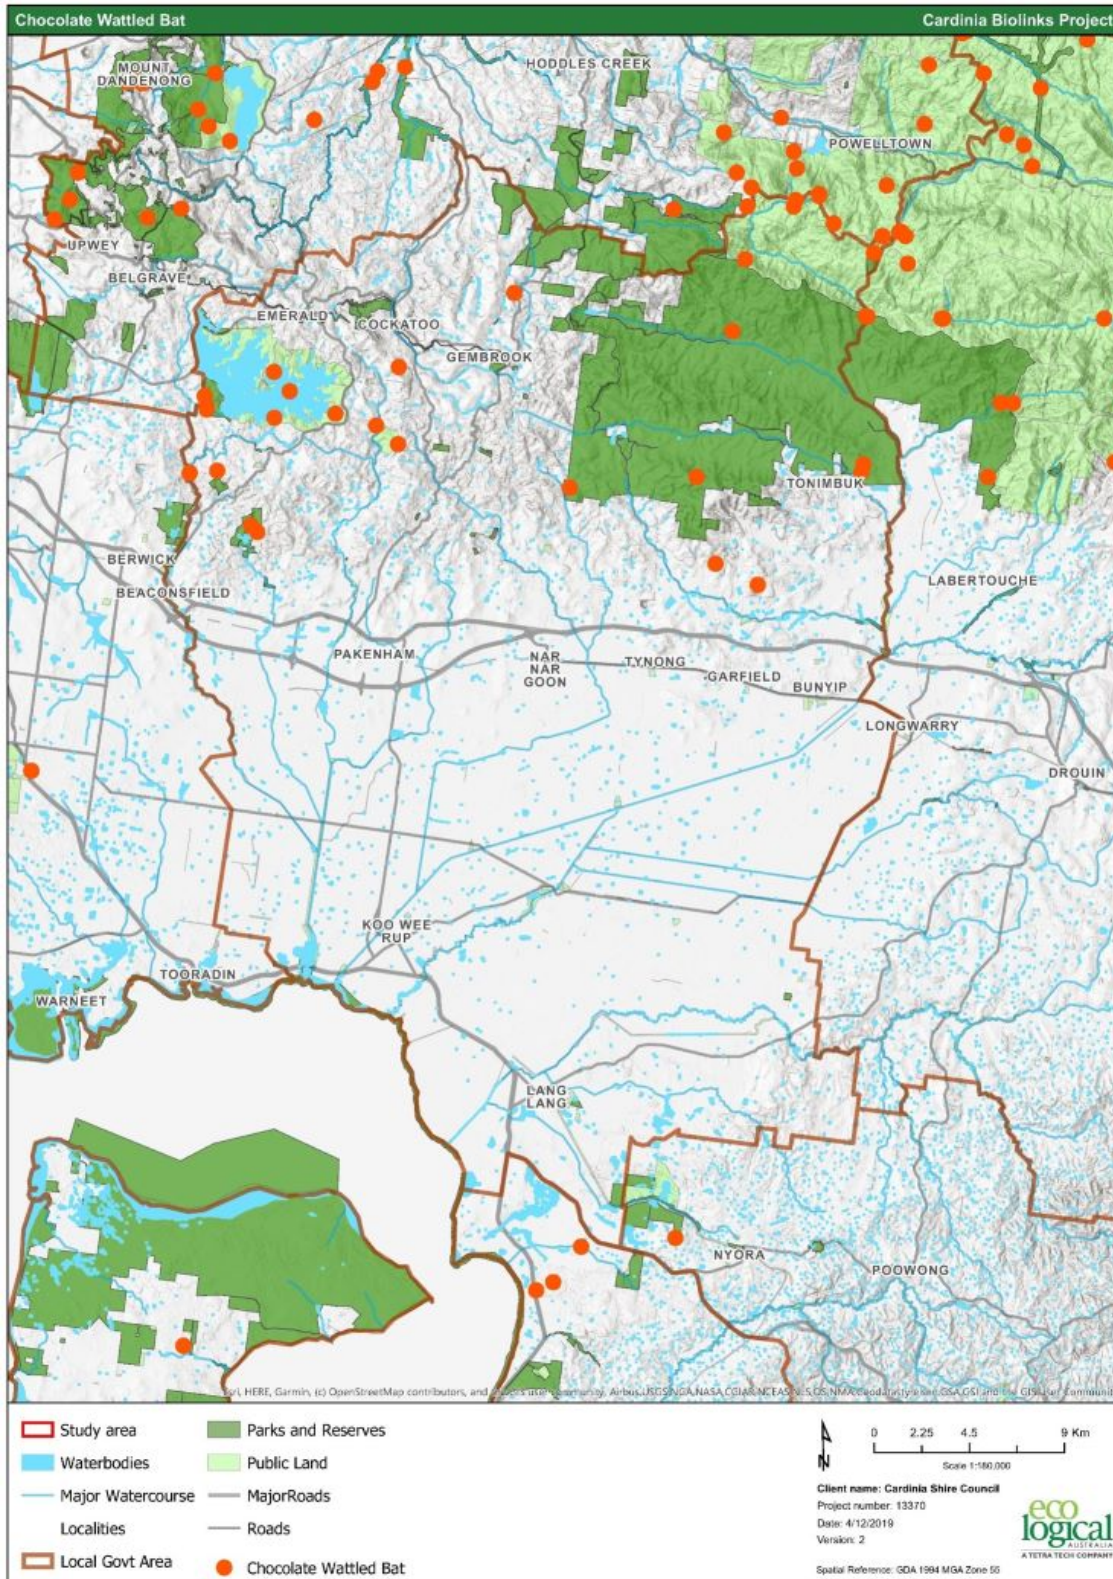 Chocolate Wattled Bat
Cardinia Biolinks Project
MOUNT
DANDENONG
HODDLES CREEK
POWELLTOWN
UPWEY
BELGRAVE
EMERALD
COCKATOO
GEMBROOK
TONIMBUK
BERWICK
BEACONSFIELD
LABERTOUCHE
PAKENHAM
NAR
NAR
GOON
TYNONG
GARFIELD
BUNYIP
LONGWARRY
DROUIN
KOO WEE
RUP
TOORADIN
WARNEET
LANG
LANG
NYORA
POOWONG
HERE, Garmin, (c) OpenStreetMap contributors, and
Study area
Waterbodies
Major Watercourse
Localities
Local Govt Area
Parks and Reserves
Public Land
MajorRoads
Roads
Chocolate Wattled Bat
N
0 2.25 4.5 9 Km
Scale 1:180,000
Client name: Cardinia Shire Council
Project number: 13370
Date: 4/12/2019
Version: 2
Spatial Reference: GDA 1994 MGA Zone 55
eco
logical
AUSTRALIA
A TETRA TECH COMPANY